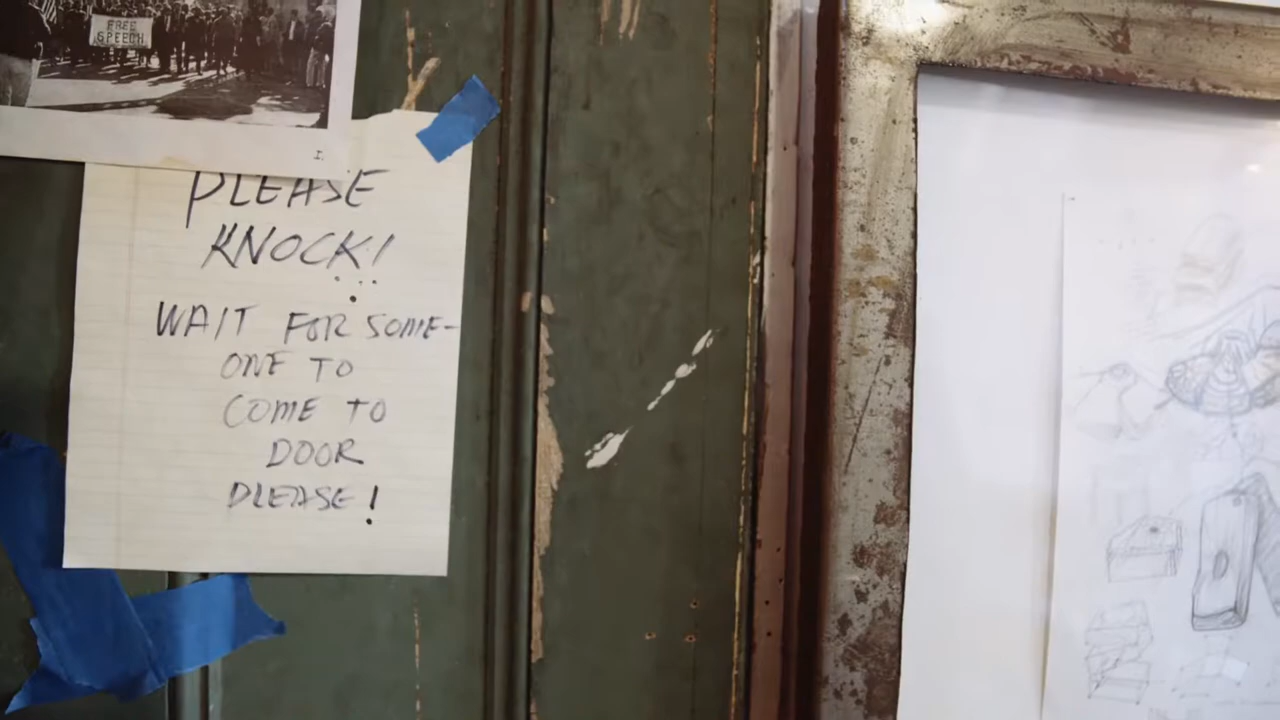 FREE
SPEECH
PLEASE
KNOCK!
WAIT FOR SOME-
ONE TO
COME TO
DOOR
PLEASE!